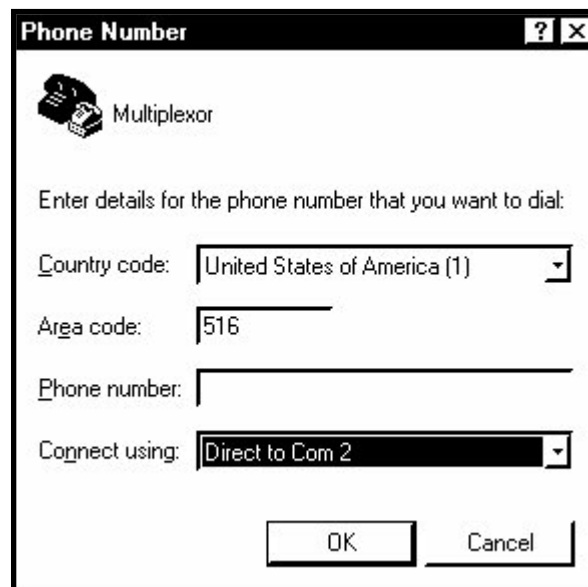 Phone Number
Multiplexor
Enter details for the phone number that you want to dial:
Country code: United States of America (1)
Area code: 516
Phone number:
Connect using: Direct to Com 2
OK Cancel